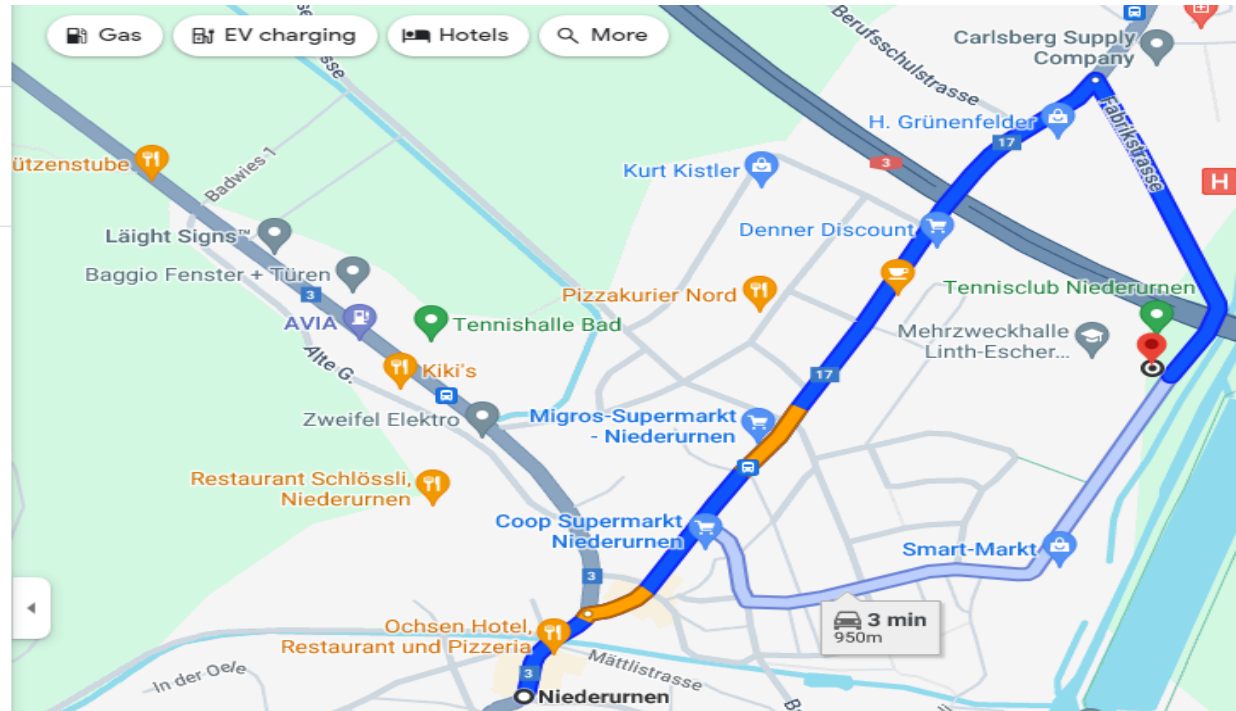 Gas
EV charging
Hotels
More
Berufsschulstrasse
Carlsberg Supply
Company
Fabrikstrasse
H. Grünenfelder
17
3
H
ützenstube
Badwies 1
Kurt Kistler
Läight Signs™
Denner Discount
Baggio Fenster + Türen
3
Pizzakurier Nord
Tennisclub Niederurnen
AVIA
Tennishalle Bad
Mehrzweckhalle
Linth-Escher...
Alte G.
Kiki's
17
Zweifel Elektro
Migros-Supermarkt
- Niederurnen
Restaurant Schlössli,
Niederurnen
Coop Supermarkt
Niederurnen
Smart-Markt
3
3 min
950m
Ochsen Hotel,
Restaurant und Pizzeria
Mättlistrasse
In der Oele
3
Niederurnen